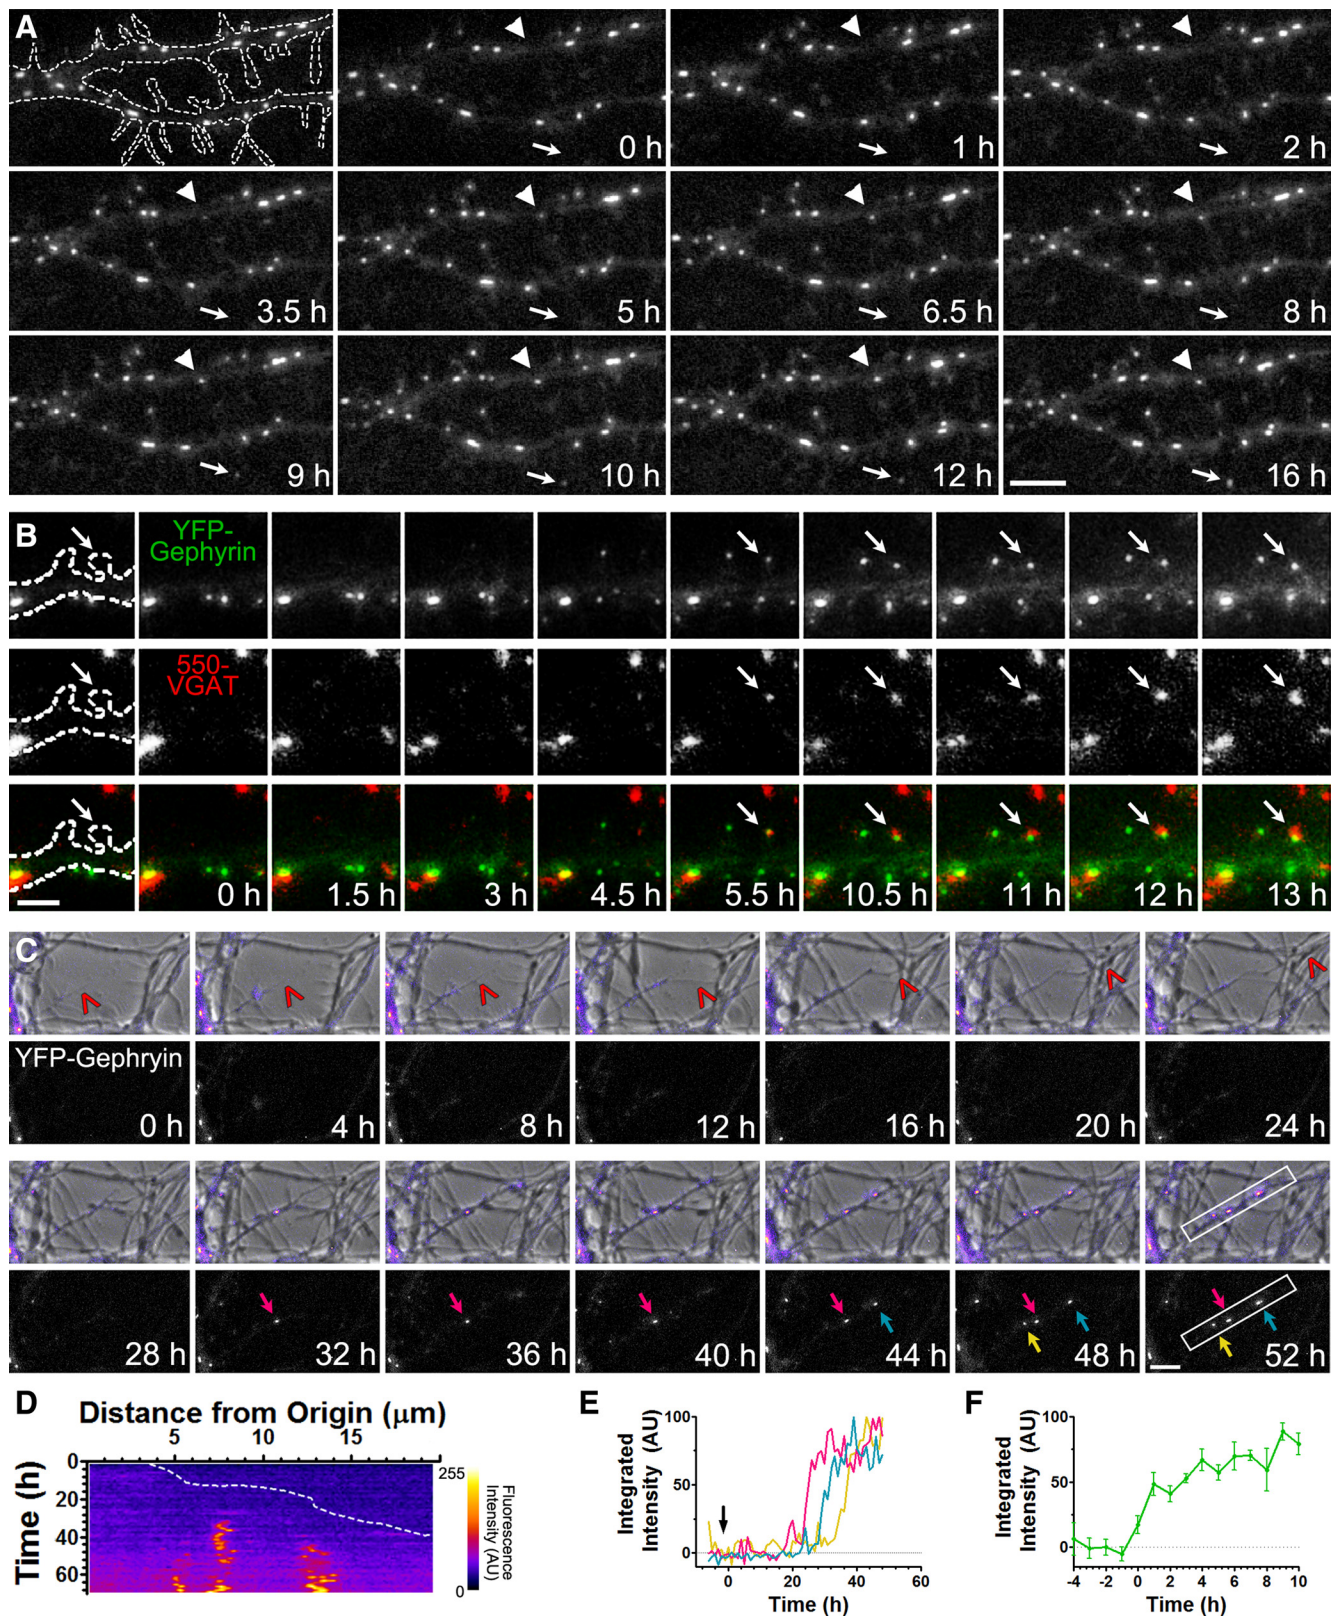 A
0 h
1 h
2 h
3.5 h
5 h
6.5 h
8 h
9 h
10 h
12 h
16 h
B
YFP-
Gephyrin
550-
VGAT
0 h
1.5 h
3 h
4.5 h
5.5 h
10.5 h
11 h
12 h
13 h
C
YFP-Gephryin
0 h
4 h
8 h
12 h
16 h
20 h
24 h
28 h
32 h
36 h
40 h
44 h
48 h
52 h
D
Distance from Origin (μm)
5
10
15
Time (h)
0
20
40
60
255
0
Fluorescence
Intensity (AU)
E
Integrated
Intensity (AU)
100
50
0
0
20
40
60
Time (h)
F
Integrated
Intensity (AU)
100
50
0
-4
-2
0
2
4
6
8
10
Time (h)